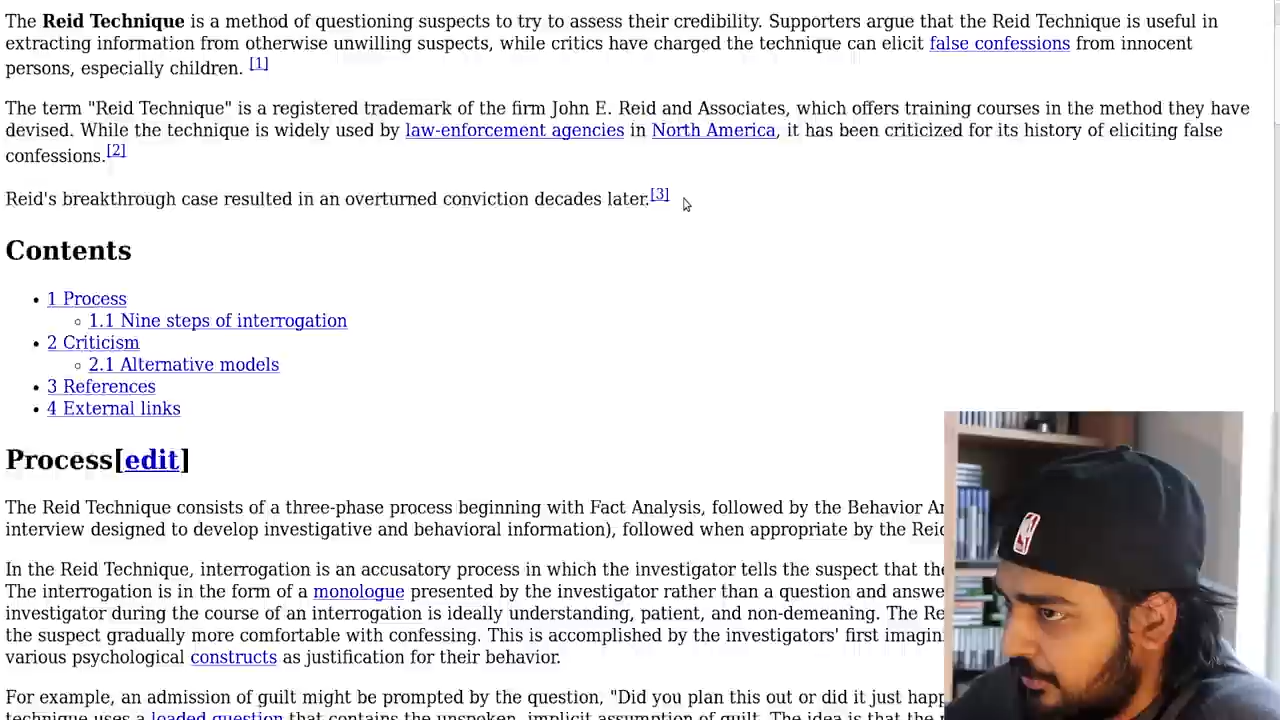 The Reid Technique is a method of questioning suspects to try to assess their credibility. Supporters argue that the Reid Technique is useful in
extracting information from otherwise unwilling suspects, while critics have charged the technique can elicit false confessions from innocent
persons, especially children. [1]
The term "Reid Technique" is a registered trademark of the firm John E. Reid and Associates, which offers training courses in the method they have
devised. While the technique is widely used by law-enforcement agencies in North America, it has been criticized for its history of eliciting false
confessions.[2]
Reid's breakthrough case resulted in an overturned conviction decades later.[3]
Contents
• 1 Process
◦ 1.1 Nine steps of interrogation
• 2 Criticism
◦ 2.1 Alternative models
• 3 References
• 4 External links
Process[edit]
The Reid Technique consists of a three-phase process beginning with Fact Analysis, followed by the Behavior
interview designed to develop investigative and behavioral information), followed when appropriate by the
In the Reid Technique, interrogation is an accusatory process in which the investigator tells the suspect that
The interrogation is in the form of a monologue presented by the investigator rather than a question and
investigator during the course of an interrogation is ideally understanding, patient, and non-demeaning. The
the suspect gradually more comfortable with confessing. This is accomplished by the investigators' first
various psychological constructs as justification for their behavior.
For example, an admission of guilt might be prompted by the question, "Did you plan this out or did it just
technique uses a loaded question that contains the unspoken, implicit assumption of guilt. The idea is that the